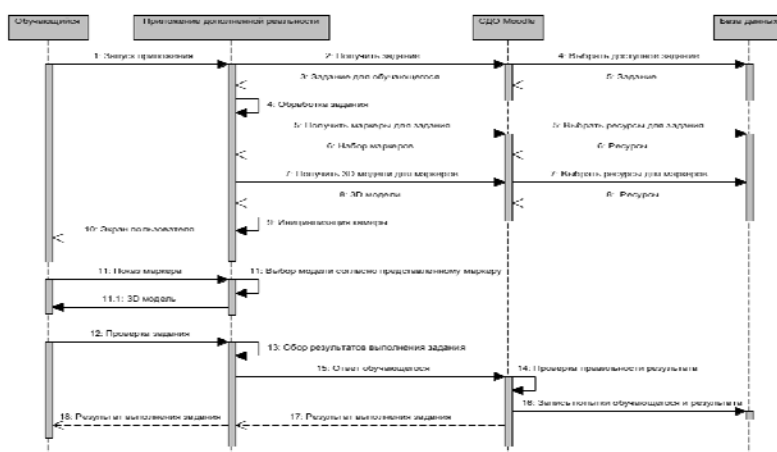 Обучающийся
Приложение дополненной реальности
СДО Moodle
База данных
1: Запуск приложения
2: Получить задание
4: Выбрать доступное задание
3: Задание для обучающегося
5: Задание
4: Обработка задания
5: Получить маркеры для задания
5: Выбрать ресурсы для задания
6: Набор маркеров
6: Ресурсы
7: Получить 3D модели для маркеров
7: Выбрать ресурсы для маркеров
8: 3D модели
8: Ресурсы
9: Инициализация камеры
10: Экран пользователя
11: Показ маркера
11: Выбор модели согласно представленному маркеру
11.1: 3D модель
12: Проверка задания
13: Сбор результатов выполнения задания
15: Ответ обучающегося
14: Проверка правильности результата
16: Запись попытки обучающегося и результата
18: Результат выполнения задания
17: Результат выполнения задания